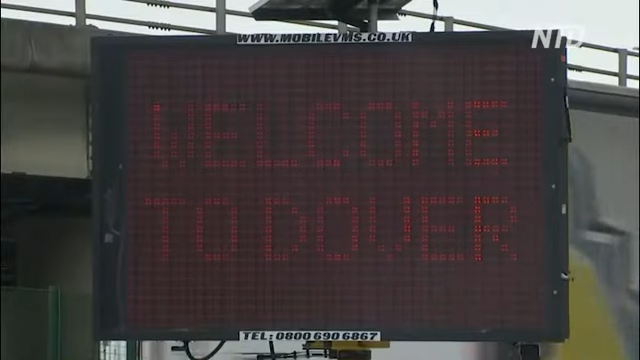 WWW.MOBILEVMS.CO.UK
NTD
WELCOME
TO DOVER
TEL: 0800 690 6867